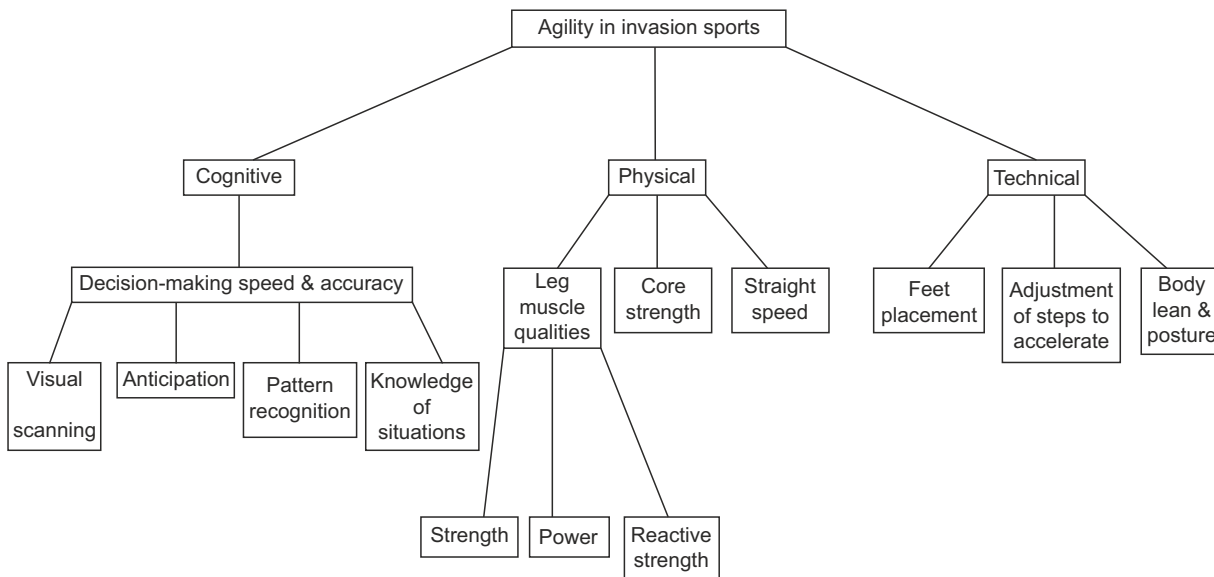 Agility in invasion sports
Cognitive
Physical
Technical
Decision-making speed & accuracy
Leg
muscle
qualities
Core
strength
Straight
speed
Feet
placement
Adjustment
of steps to
accelerate
Body
lean &
posture
Visual
scanning
Anticipation
Pattern
recognition
Knowledge
of
situations
Strength
Power
Reactive
strength